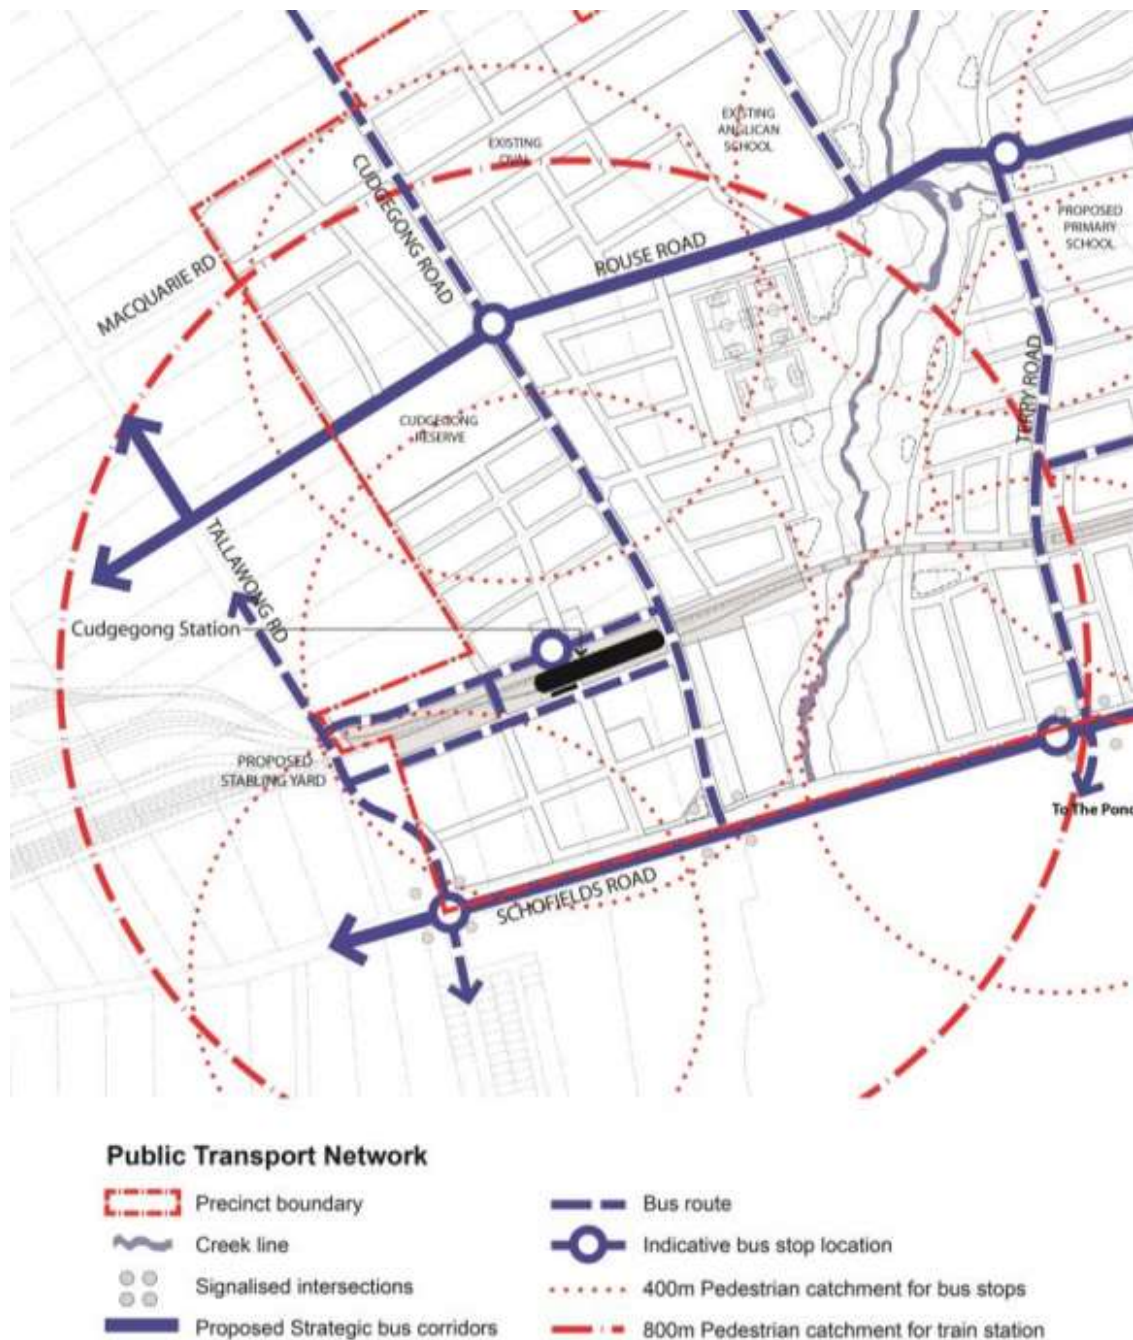 EXISTING
ANGLICAN
SCHOOL
EXISTING
OVAL
CUDGEGONG ROAD
PROPOSED
PRIMARY
SCHOOL
ROUSE ROAD
MACQUARIE RD
TERRY ROAD
CUDGEGONG
RESERVE
TALLAWONG RD
Cudgegong Station
PROPOSED
STABLING YARD
To The Pond
SCHOFIELDS ROAD
Public Transport Network
Precinct boundary
Creek line
Signalised intersections
Proposed Strategic bus corridors
Bus route
Indicative bus stop location
400m Pedestrian catchment for bus stops
800m Pedestrian catchment for train station